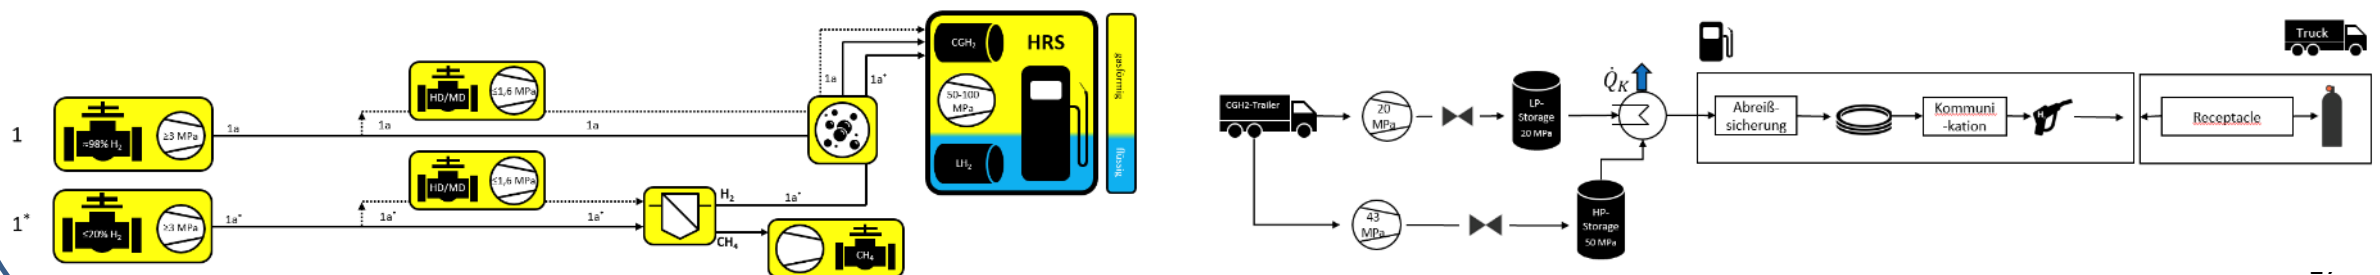 1
≈98% H₂
≥3 MPa
1a
1a
HD/MD
≤1,6 MPa
1a
1*
≤20% H₂
≥3 MPa
1a*
1a*
HD/MD
≤1,6 MPa
1a*
H₂
CH₄
1a*
CH₄
1a
1a*
CGH₂
HRS
50-100
MPa
LH₂
gasförmig
flüssig
CGH2-Trailer
20
MPa
LP-
Storage
20 MPa
43
MPa
HP-
Storage
50 MPa
Q̇K
Abreiß-
sicherung
Kommuni
-kation
H₂
Receptacle
Truck